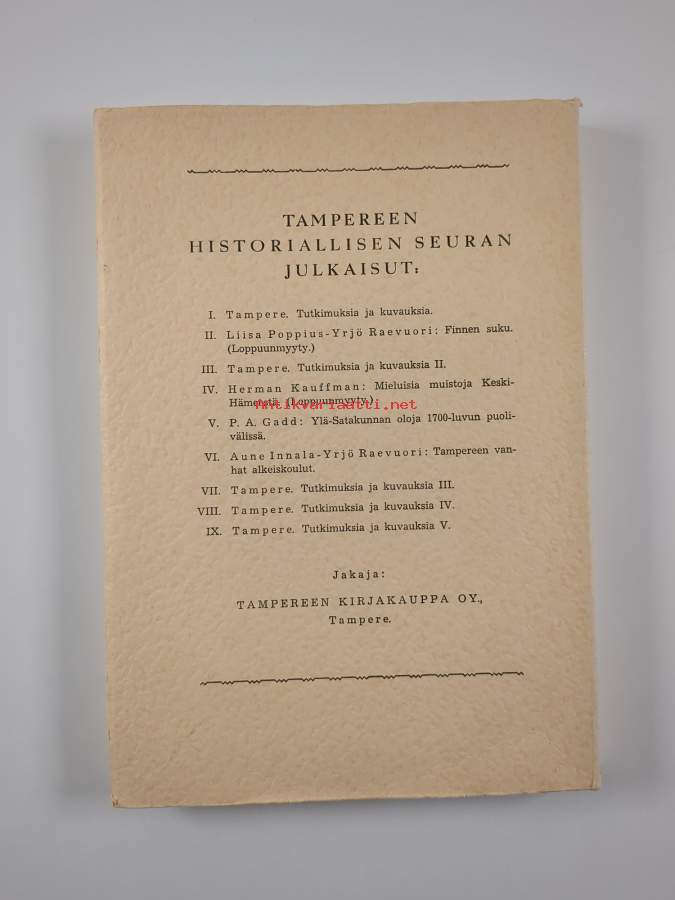 TAMPEREEN
HISTORIALLISEN SEURAN
JULKAISUT:
I. Tampere. Tutkimuksia ja kuvauksia.
II. Liisa Poppius-Yrjö Raevuori: Finnen suku.
(Loppuunmyyty.)
III. Tampere. Tutkimuksia ja kuvauksia II.
IV. Herman Kauffman: Mieluisia muistoja Keski-
Hämeestä. (Loppuunmyyty.)
Antikvariaatti.net
V. P. A. Gadd: Ylä-Satakunnan oloja 1700-luvun puoli-
välissä.
VI. Aune Innala-Yrjö Raevuori: Tampereen van-
hat alkeiskoulut.
VII. Tampere. Tutkimuksia ja kuvauksia III.
VIII. Tampere. Tutkimuksia ja kuvauksia IV.
IX. Tampere. Tutkimuksia ja kuvauksia V.
Jakaja:
TAMPEREEN KIRJAKAUPPA OY.,
Tampere.